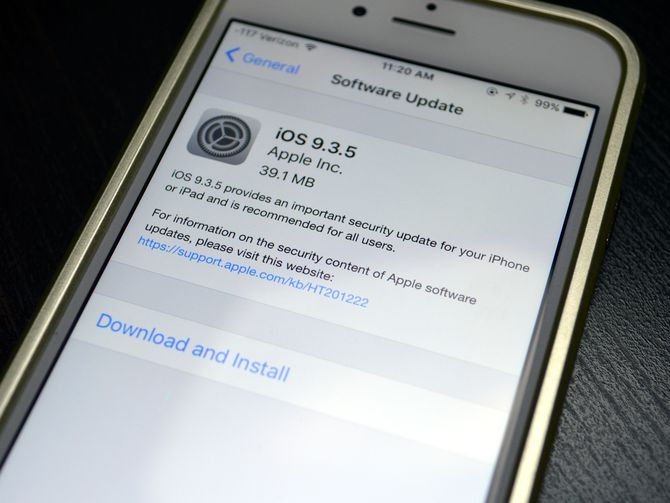 -117 Verizon 11:20 AM 99%
General Software Update
iOS 9.3.5
Apple Inc.
39.1 MB
iOS 9.3.5 provides an important security update for your iPhone
or iPad and is recommended for all users.
For information on the security content of Apple software
updates, please visit this website:
https://support.apple.com/kb/HT201222
Download and Install